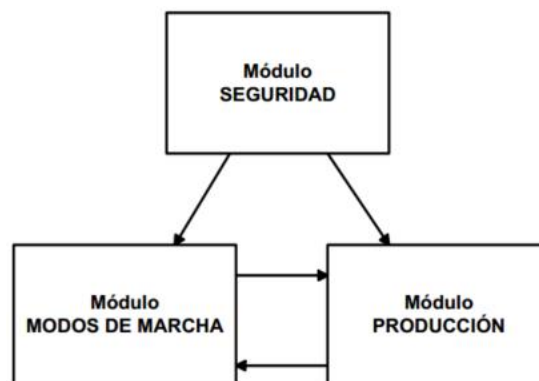 Módulo
SEGURIDAD
Módulo
MODOS DE MARCHA
Módulo
PRODUCCIÓN